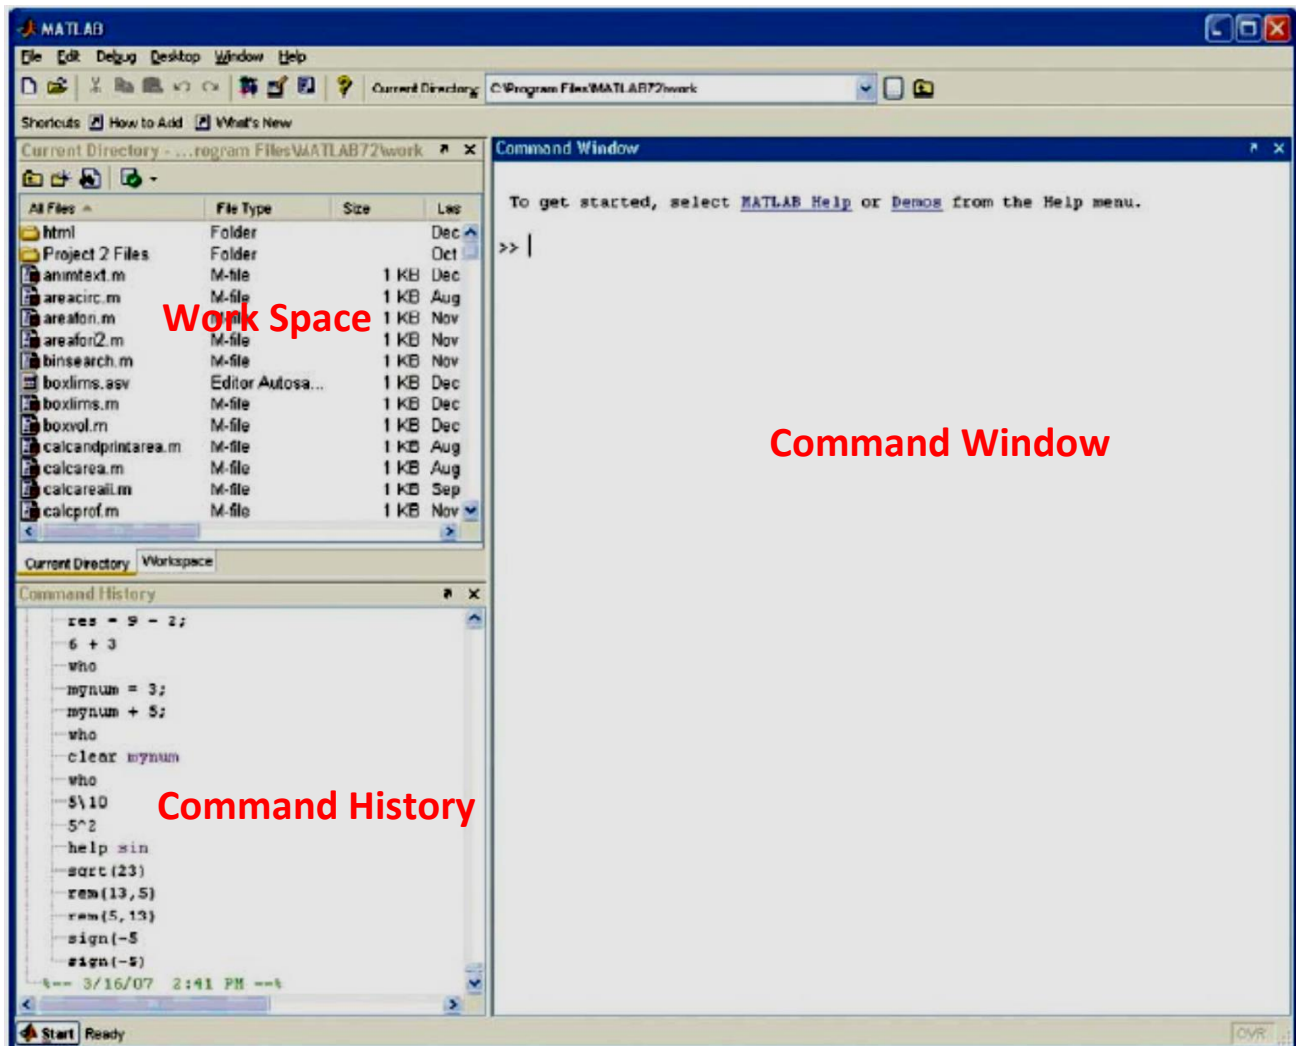 MATLAB
File Edit Debug Desktop Window Help
Current Directory: C:\Program Files\MATLAB72\work
Shortcuts How to Add What's New
Current Directory - ...rogram Files\MATLAB72\work
All Files File Type Size Las
html Folder Dec
Project 2 Files Folder Oct
animtext.m M-file 1 KB Dec
areacirc.m M-file 1 KB Aug
areafori.m M-file 1 KB Nov
areafori2.m M-file 1 KB Nov
binsearch.m M-file 1 KB Nov
boxlims.asv Editor Autosa... 1 KB Dec
boxlims.m M-file 1 KB Dec
boxvol.m M-file 1 KB Dec
calcandprintarea.m M-file 1 KB Aug
calcarea.m M-file 1 KB Aug
calcareaii.m M-file 1 KB Sep
calcprof.m M-file 1 KB Nov
Work Space
Current Directory Workspace
Command History
res = 9 - 2;
6 + 3
who
mynum = 3;
mynum + 5;
who
clear mynum
who
5\10
5^2
help sin
sqrt(23)
rem(13,5)
rem(5,13)
sign(-5
sign(-5)
%-- 3/16/07 2:41 PM --%
Command History
Command Window
To get started, select MATLAB Help or Demos from the Help menu.
>>
Command Window
Start Ready
OVR